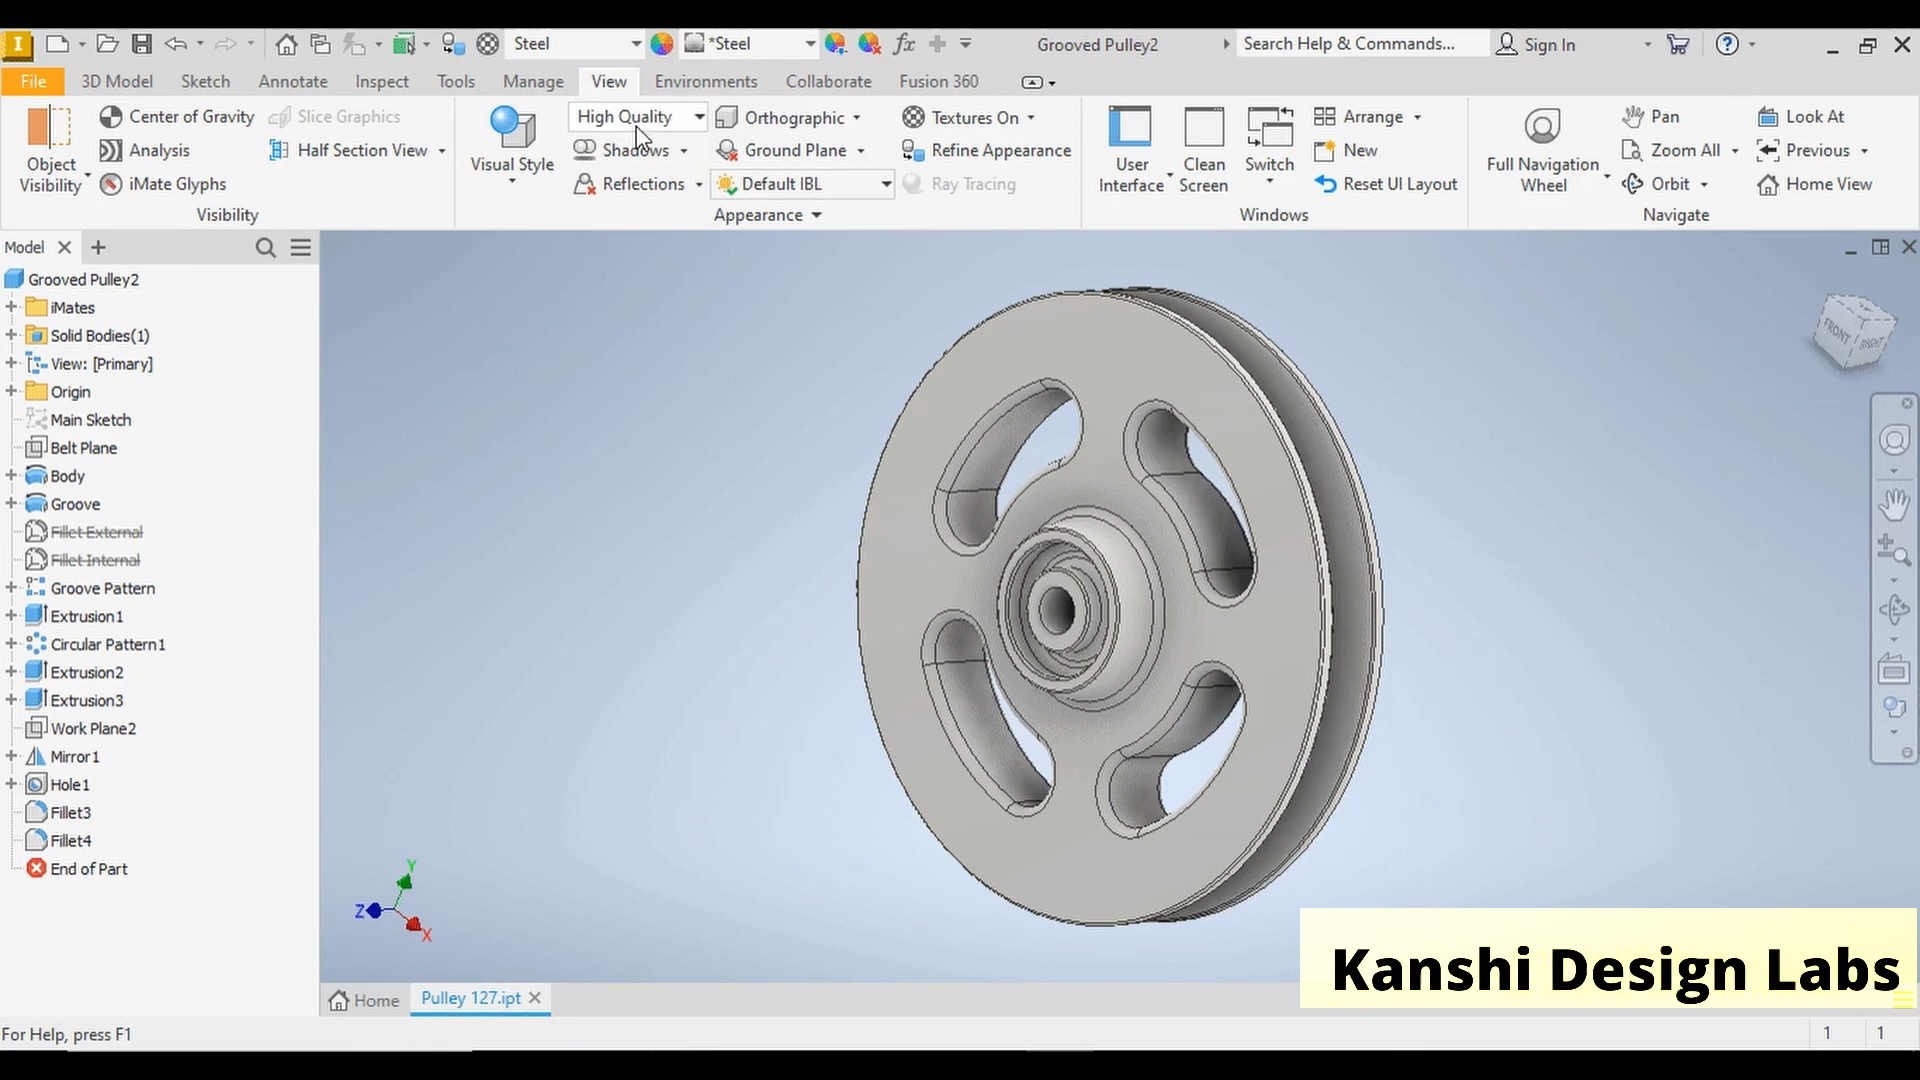 Steel
*Steel
fx
Grooved Pulley2
Search Help & Commands...
Sign In
File
3D Model
Sketch
Annotate
Inspect
Tools
Manage
View
Environments
Collaborate
Fusion 360
Object
Visibility
Center of Gravity
Analysis
iMate Glyphs
Slice Graphics
Half Section View
Visibility
Visual Style
High Quality
Shadows
Reflections
Orthographic
Ground Plane
Default IBL
Textures On
Refine Appearance
Ray Tracing
Appearance
User
Interface
Clean
Screen
Switch
Arrange
New
Reset UI Layout
Windows
Full Navigation
Wheel
Pan
Zoom All
Orbit
Look At
Previous
Home View
Navigate
Model
Grooved Pulley2
iMates
Solid Bodies(1)
View: [Primary]
Origin
Main Sketch
Belt Plane
Body
Groove
Fillet External
Fillet Internal
Groove Pattern
Extrusion1
Circular Pattern1
Extrusion2
Extrusion3
Work Plane2
Mirror1
Hole1
Fillet3
Fillet4
End of Part
FRONT
RIGHT
Y
Z
X
Kanshi Design Labs
Home
Pulley 127.ipt
For Help, press F1
1
1